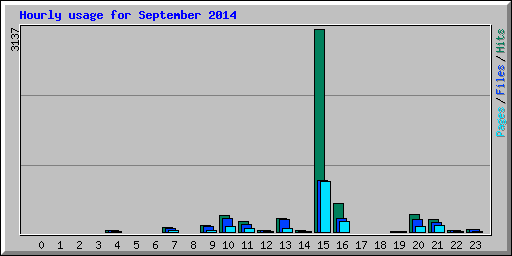 Hourly usage for September 2014
3137
Pages/Files/Hits
0 1 2 3 4 5 6 7 8 9 10 11 12 13 14 15 16 17 18 19 20 21 22 23